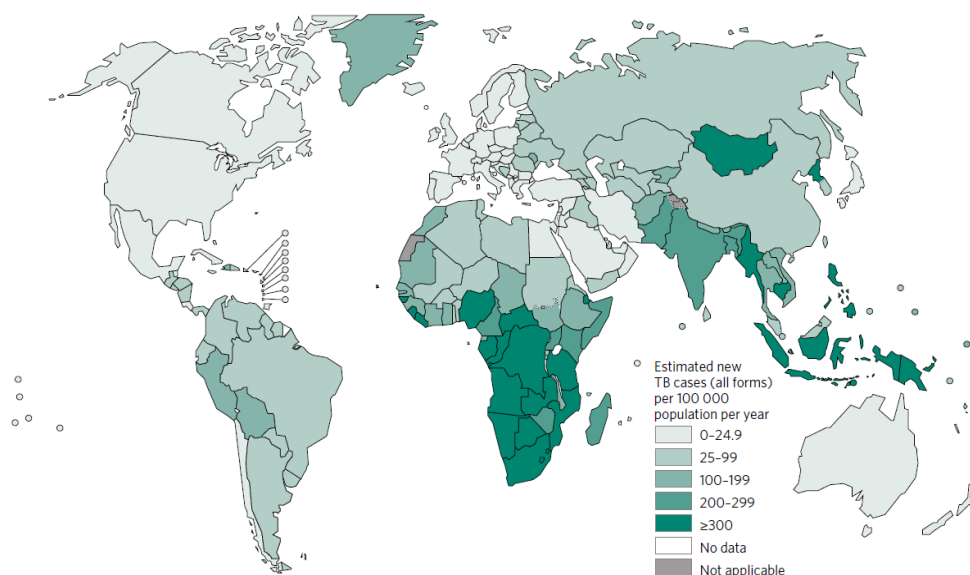 Estimated new
TB cases (all forms)
per 100 000
population per year
0–24.9
25–99
100–199
200–299
≥300
No data
Not applicable